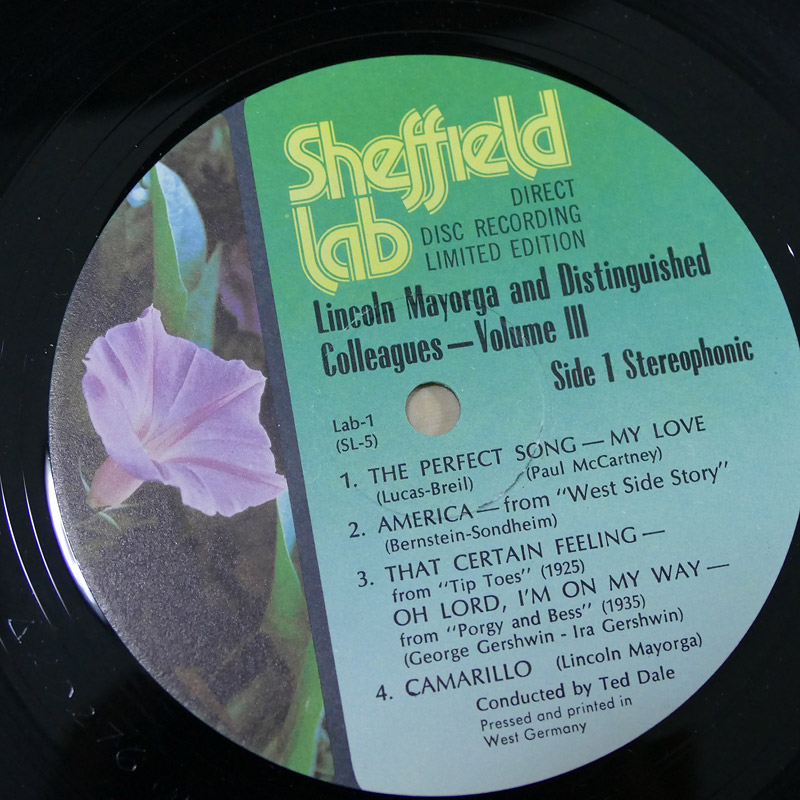 Sheffield
Lab
DIRECT
DISC RECORDING
LIMITED EDITION
Lincoln Mayorga and Distinguished
Colleagues—Volume III
Side 1 Stereophonic
Lab-1
(SL-5)
1. THE PERFECT SONG — MY LOVE
(Lucas-Breil) (Paul McCartney)
2. AMERICA — from "West Side Story"
(Bernstein-Sondheim)
3. THAT CERTAIN FEELING —
from "Tip Toes" (1925)
OH LORD, I'M ON MY WAY —
from "Porgy and Bess" (1935)
(George Gershwin - Ira Gershwin)
4. CAMARILLO (Lincoln Mayorga)
Conducted by Ted Dale
Pressed and printed in
West Germany